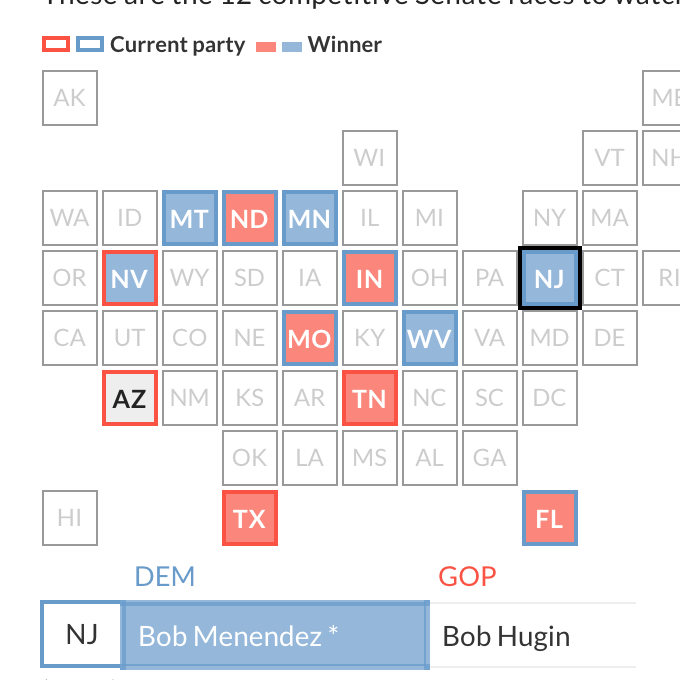 These are the 12 competitive Senate races to watch
Current party Winner
AK ME
WI VT NH
WA ID MT ND MN IL MI NY MA
OR NV WY SD IA IN OH PA NJ CT RI
CA UT CO NE MO KY WV VA MD DE
AZ NM KS AR TN NC SC DC
OK LA MS AL GA
HI TX FL
DEM GOP
NJ Bob Menendez * Bob Hugin